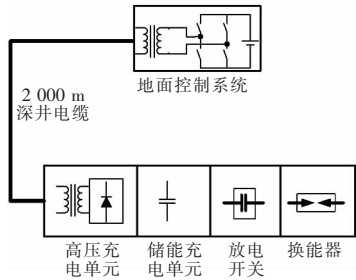 地面控制系统
2 000 m
深井电缆
高压充
电单元
储能充
电单元
放电
开关
换能器